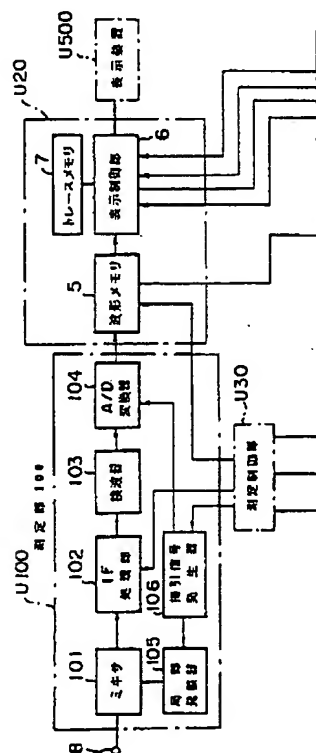 U500
表示装置
U20
7
トレースメモリ
6
表示制御部
5
波形メモリ
U100
測定部 100
104
A/D
変換器
103
検波器
102
IF
処理部
101
ミキサ
106
掃引信号
発生器
105
局部
発振器
U30
測定制御部
8